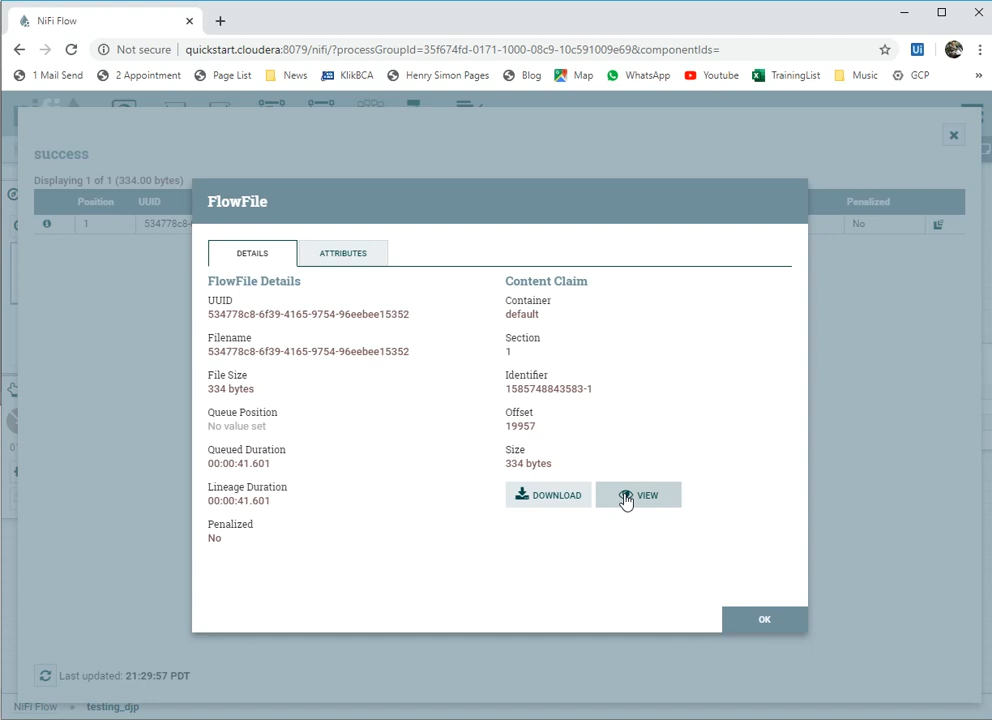 NiFi Flow
Not secure quickstart.cloudera:8079/nifi/?processGroupId=35f674fd-0171-1000-08c9-10c591009e69&componentIds=
1 Mail Send 2 Appointment Page List News KlikBCA Henry Simon Pages Blog Map WhatsApp Youtube TrainingList Music GCP »
success
Displaying 1 of 1 (334.00 bytes)
Position UUID Penalized
1 534778c8- No
FlowFile
DETAILS ATTRIBUTES
FlowFile Details
UUID
534778c8-6f39-4165-9754-96eebee15352
Filename
534778c8-6f39-4165-9754-96eebee15352
File Size
334 bytes
Queue Position
No value set
Queued Duration
00:00:41.601
Lineage Duration
00:00:41.601
Penalized
No
Content Claim
Container
default
Section
1
Identifier
1585748843583-1
Offset
19957
Size
334 bytes
DOWNLOAD VIEW
OK
Last updated: 21:29:57 PDT
NiFi Flow » testing_djp